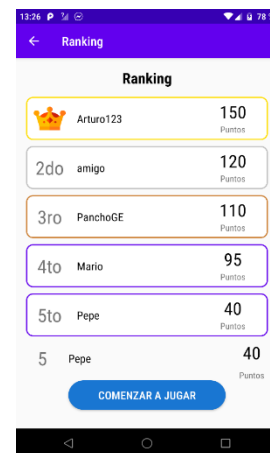 13:26 P 78
Ranking
Ranking
Arturo123 150
Puntos
2do amigo 120
Puntos
3ro PanchoGE 110
Puntos
4to Mario 95
Puntos
5to Pepe 40
Puntos
5 Pepe 40
Puntos
COMENZAR A JUGAR